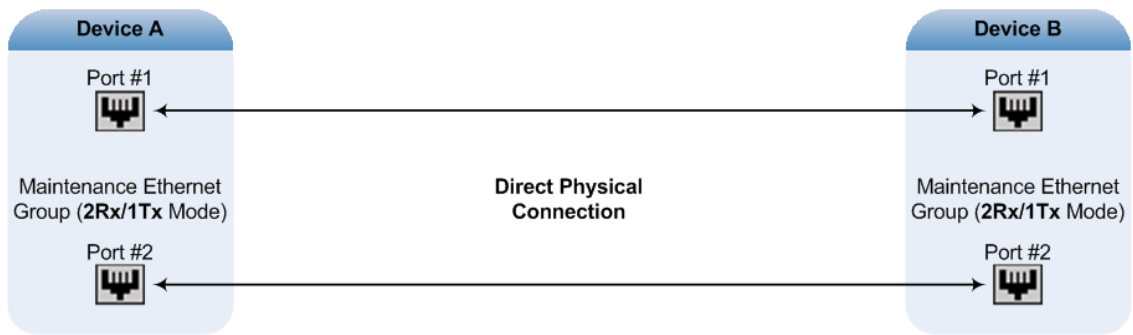 Device A
Port #1
Maintenance Ethernet
Group (2Rx/1Tx Mode)
Port #2
Direct Physical
Connection
Device B
Port #1
Maintenance Ethernet
Group (2Rx/1Tx Mode)
Port #2